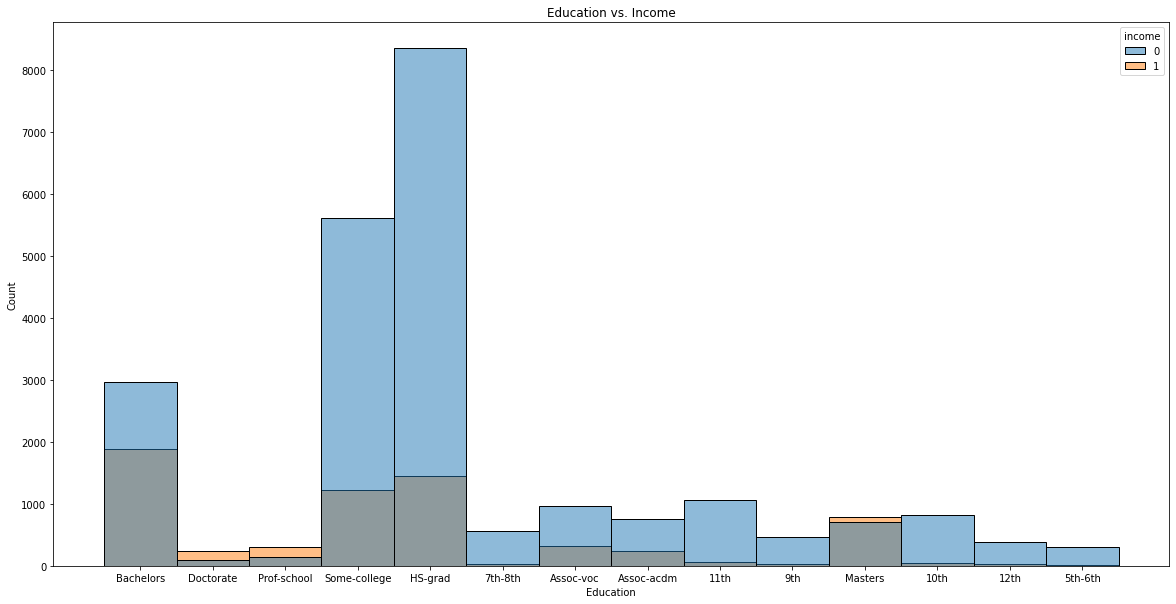 Education vs. Income
income
0
1
8000
7000
6000
5000
4000
3000
2000
1000
0
Count
Bachelors Doctorate Prof-school Some-college HS-grad 7th-8th Assoc-voc Assoc-acdm 11th 9th Masters 10th 12th 5th-6th
Education